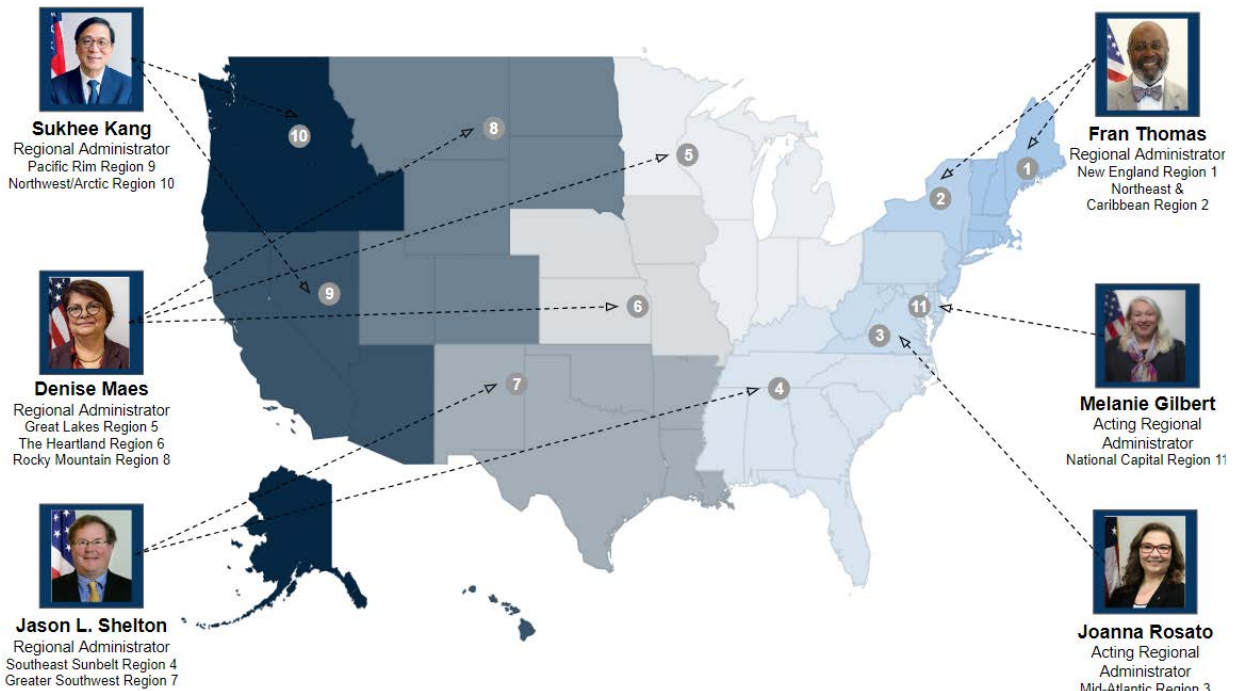 Sukhee Kang
Regional Administrator
Pacific Rim Region 9
Northwest/Arctic Region 10
Denise Maes
Regional Administrator
Great Lakes Region 5
The Heartland Region 6
Rocky Mountain Region 8
Jason L. Shelton
Regional Administrator
Southeast Sunbelt Region 4
Greater Southwest Region 7
10
8
5
9
6
7
4
1
2
11
3
Fran Thomas
Regional Administrator
New England Region 1
Northeast &
Caribbean Region 2
Melanie Gilbert
Acting Regional
Administrator
National Capital Region 11
Joanna Rosato
Acting Regional
Administrator
Mid-Atlantic Region 3